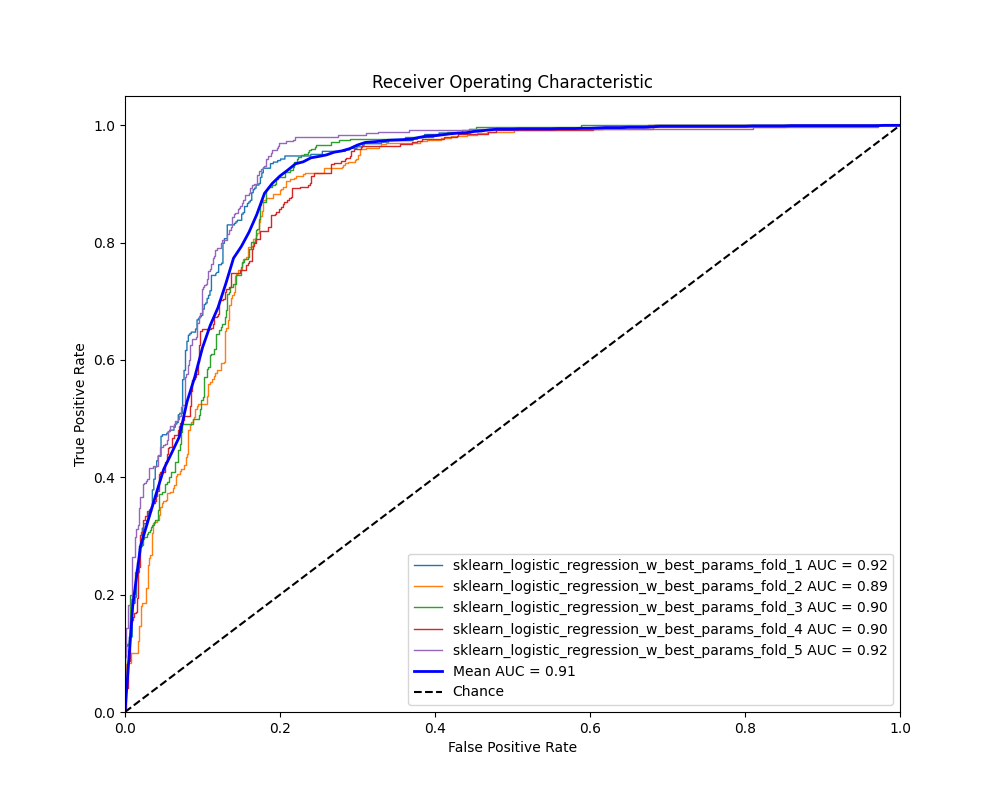 Receiver Operating Characteristic
1.0
0.8
0.6
0.4
0.2
0.0
True Positive Rate
sklearn_logistic_regression_w_best_params_fold_1 AUC = 0.92
sklearn_logistic_regression_w_best_params_fold_2 AUC = 0.89
sklearn_logistic_regression_w_best_params_fold_3 AUC = 0.90
sklearn_logistic_regression_w_best_params_fold_4 AUC = 0.90
sklearn_logistic_regression_w_best_params_fold_5 AUC = 0.92
Mean AUC = 0.91
Chance
0.0 0.2 0.4 0.6 0.8 1.0
False Positive Rate